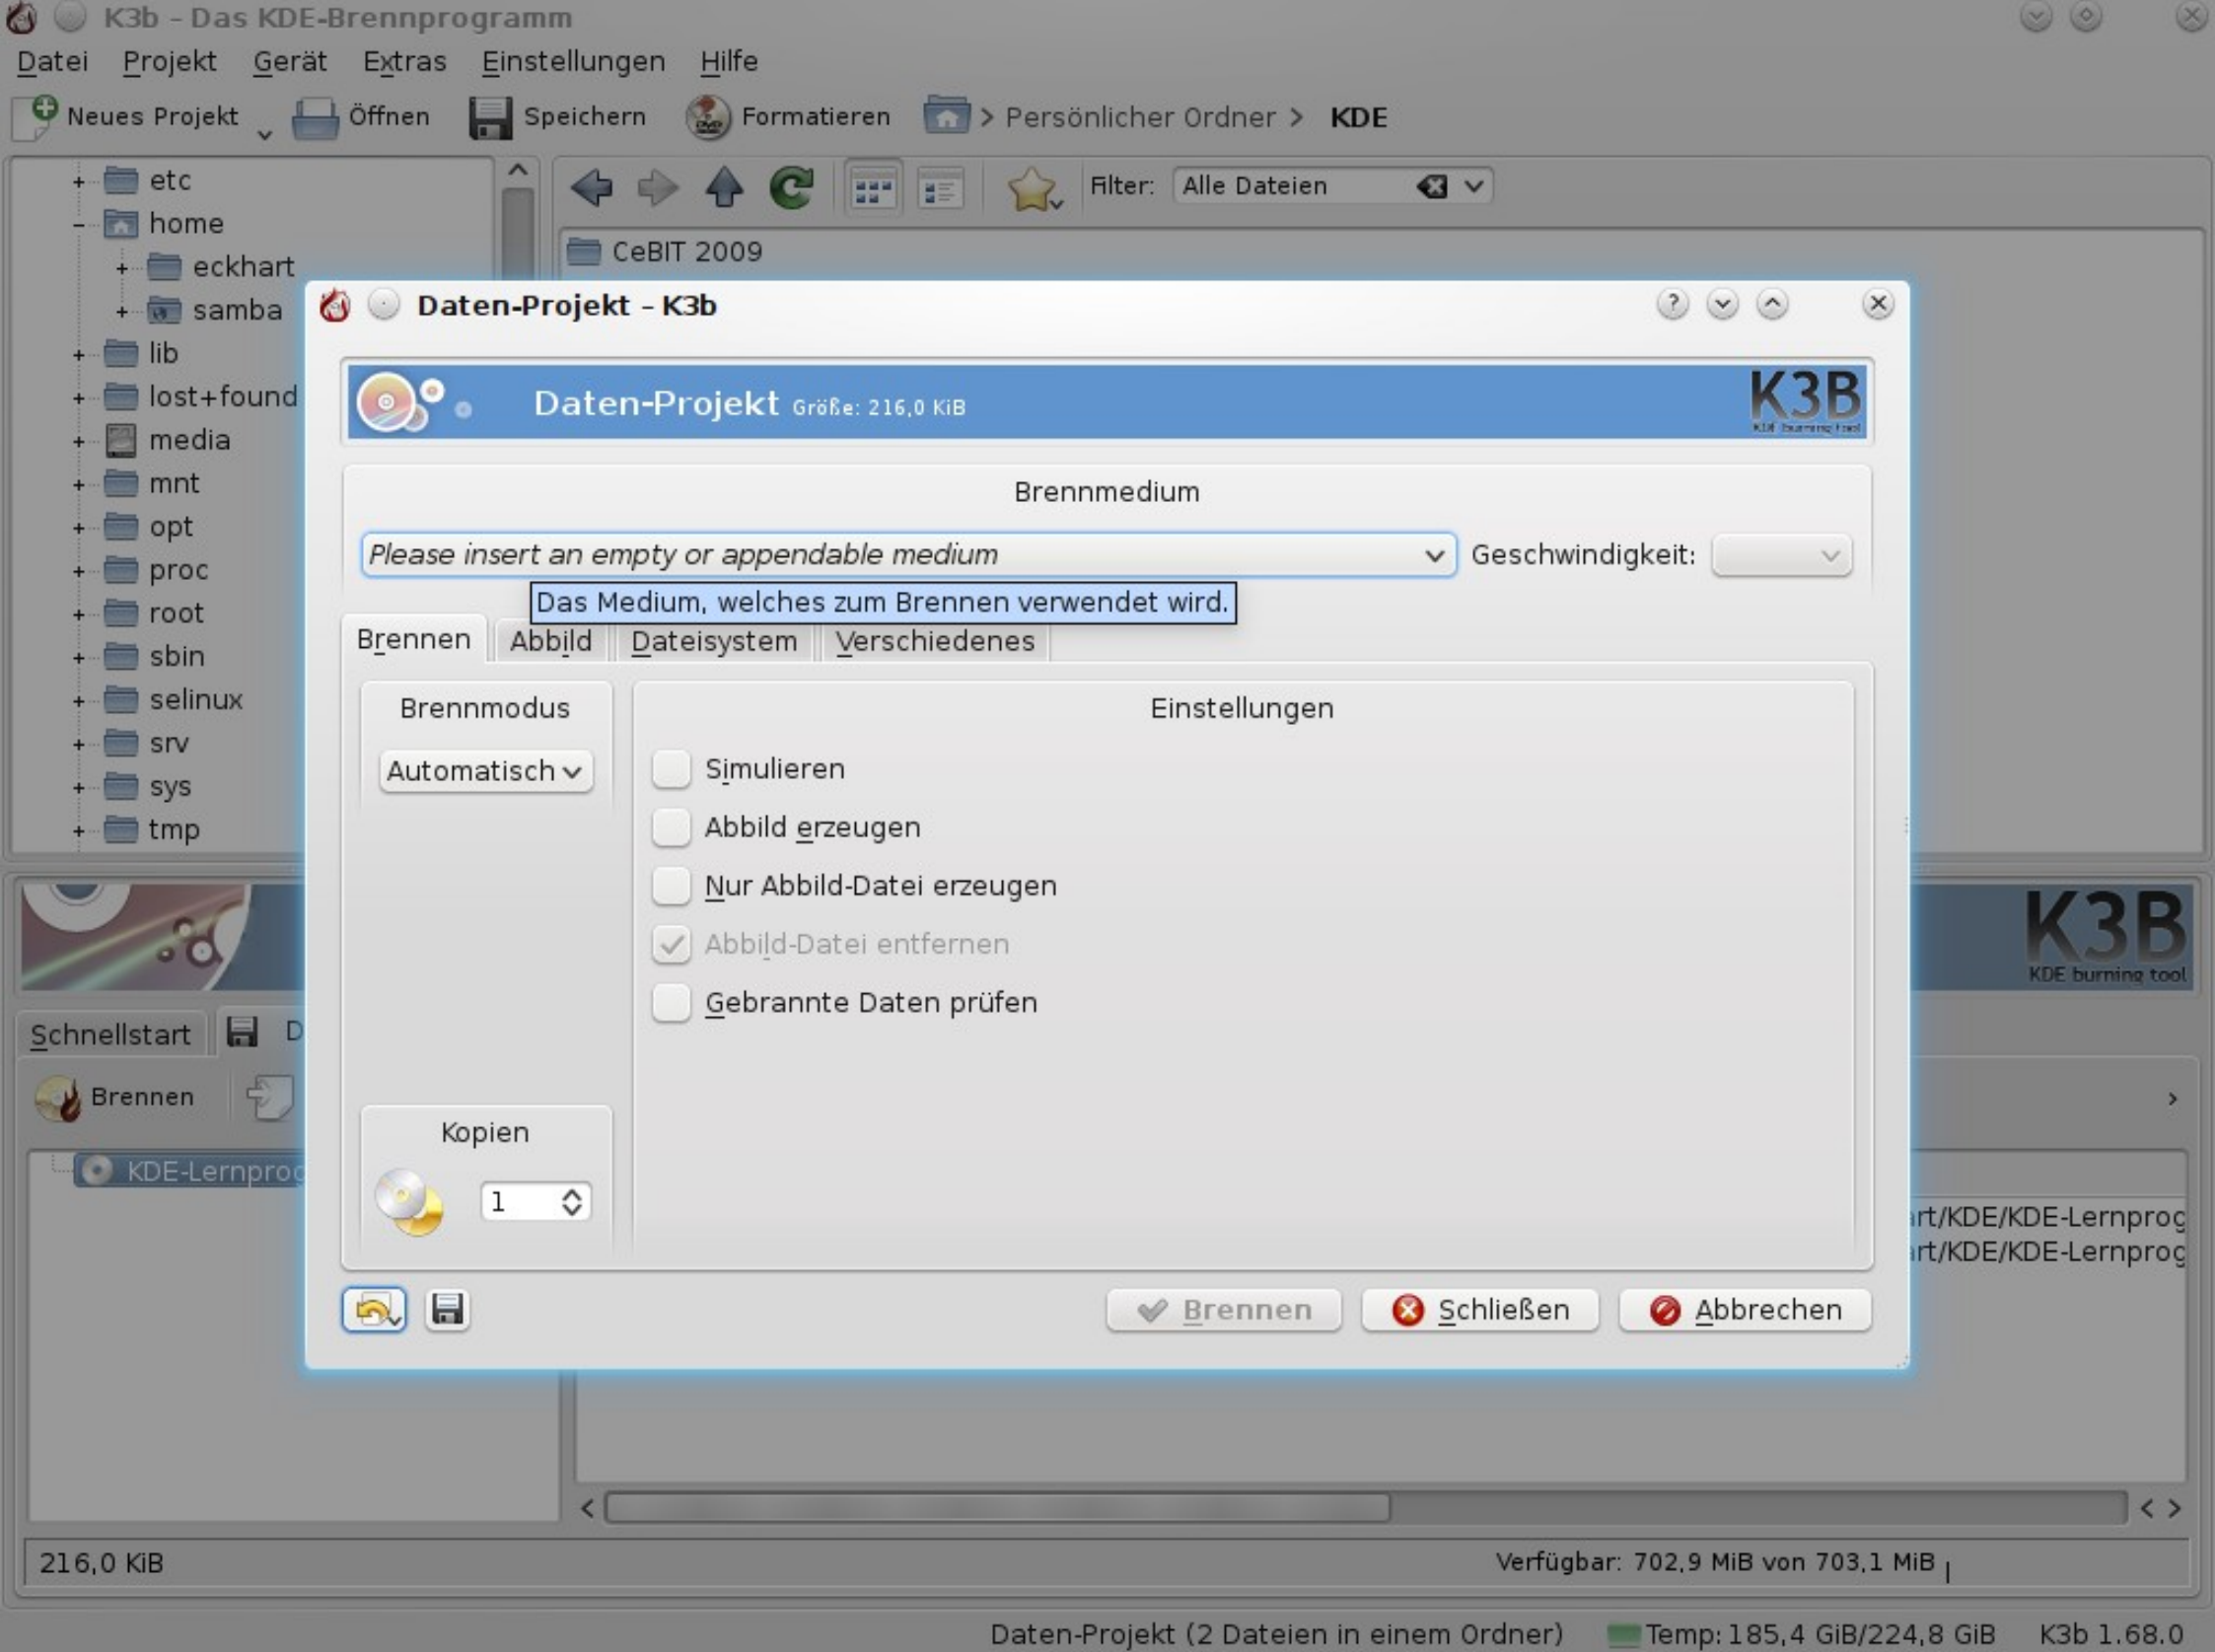 K3b – Das KDE-Brennprogramm
Datei Projekt Gerät Extras Einstellungen Hilfe
Neues Projekt Öffnen Speichern Formatieren > Persönlicher Ordner > KDE
etc
home
eckhart
samba
lib
lost+found
media
mnt
opt
proc
root
sbin
selinux
srv
sys
tmp
Filter: Alle Dateien
CeBIT 2009
Daten-Projekt – K3b
Daten-Projekt Größe: 216,0 KiB
K3B
KDE burning tool
Brennmedium
Please insert an empty or appendable medium Geschwindigkeit:
Das Medium, welches zum Brennen verwendet wird.
Brennen Abbild Dateisystem Verschiedenes
Brennmodus
Automatisch
Einstellungen
Simulieren
Abbild erzeugen
Nur Abbild-Datei erzeugen
Abbild-Datei entfernen
Gebrannte Daten prüfen
Kopien
1
Brennen Schließen Abbrechen
K3B
KDE burning tool
Schnellstart D
Brennen
KDE-Lernprog
art/KDE/KDE-Lernprog
art/KDE/KDE-Lernprog
216,0 KiB
Verfügbar: 702,9 MiB von 703,1 MiB
Daten-Projekt (2 Dateien in einem Ordner) Temp: 185,4 GiB/224,8 GiB K3b 1.68.0